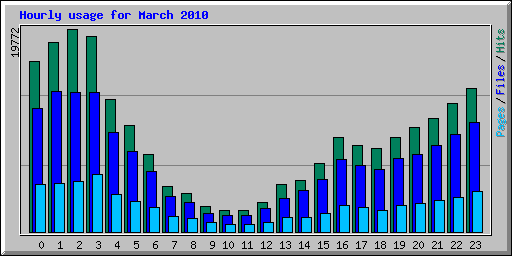 Hourly usage for March 2010
19772
Pages/Files/Hits
0 1 2 3 4 5 6 7 8 9 10 11 12 13 14 15 16 17 18 19 20 21 22 23